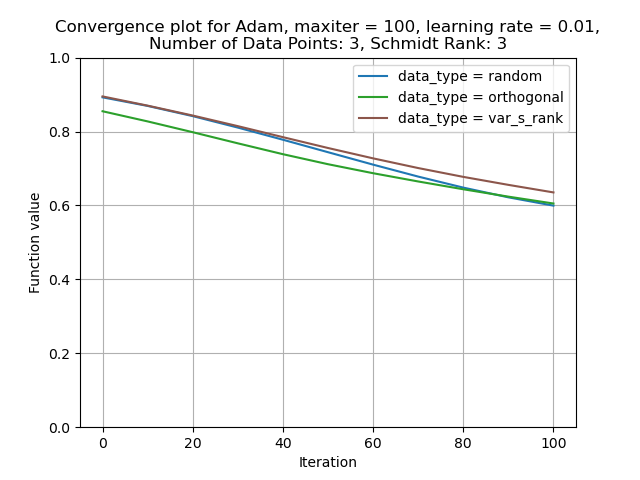 Convergence plot for Adam, maxiter = 100, learning rate = 0.01,
Number of Data Points: 3, Schmidt Rank: 3
1.0
0.8
0.6
0.4
0.2
0.0
Function value
data_type = random
data_type = orthogonal
data_type = var_s_rank
0 20 40 60 80 100
Iteration